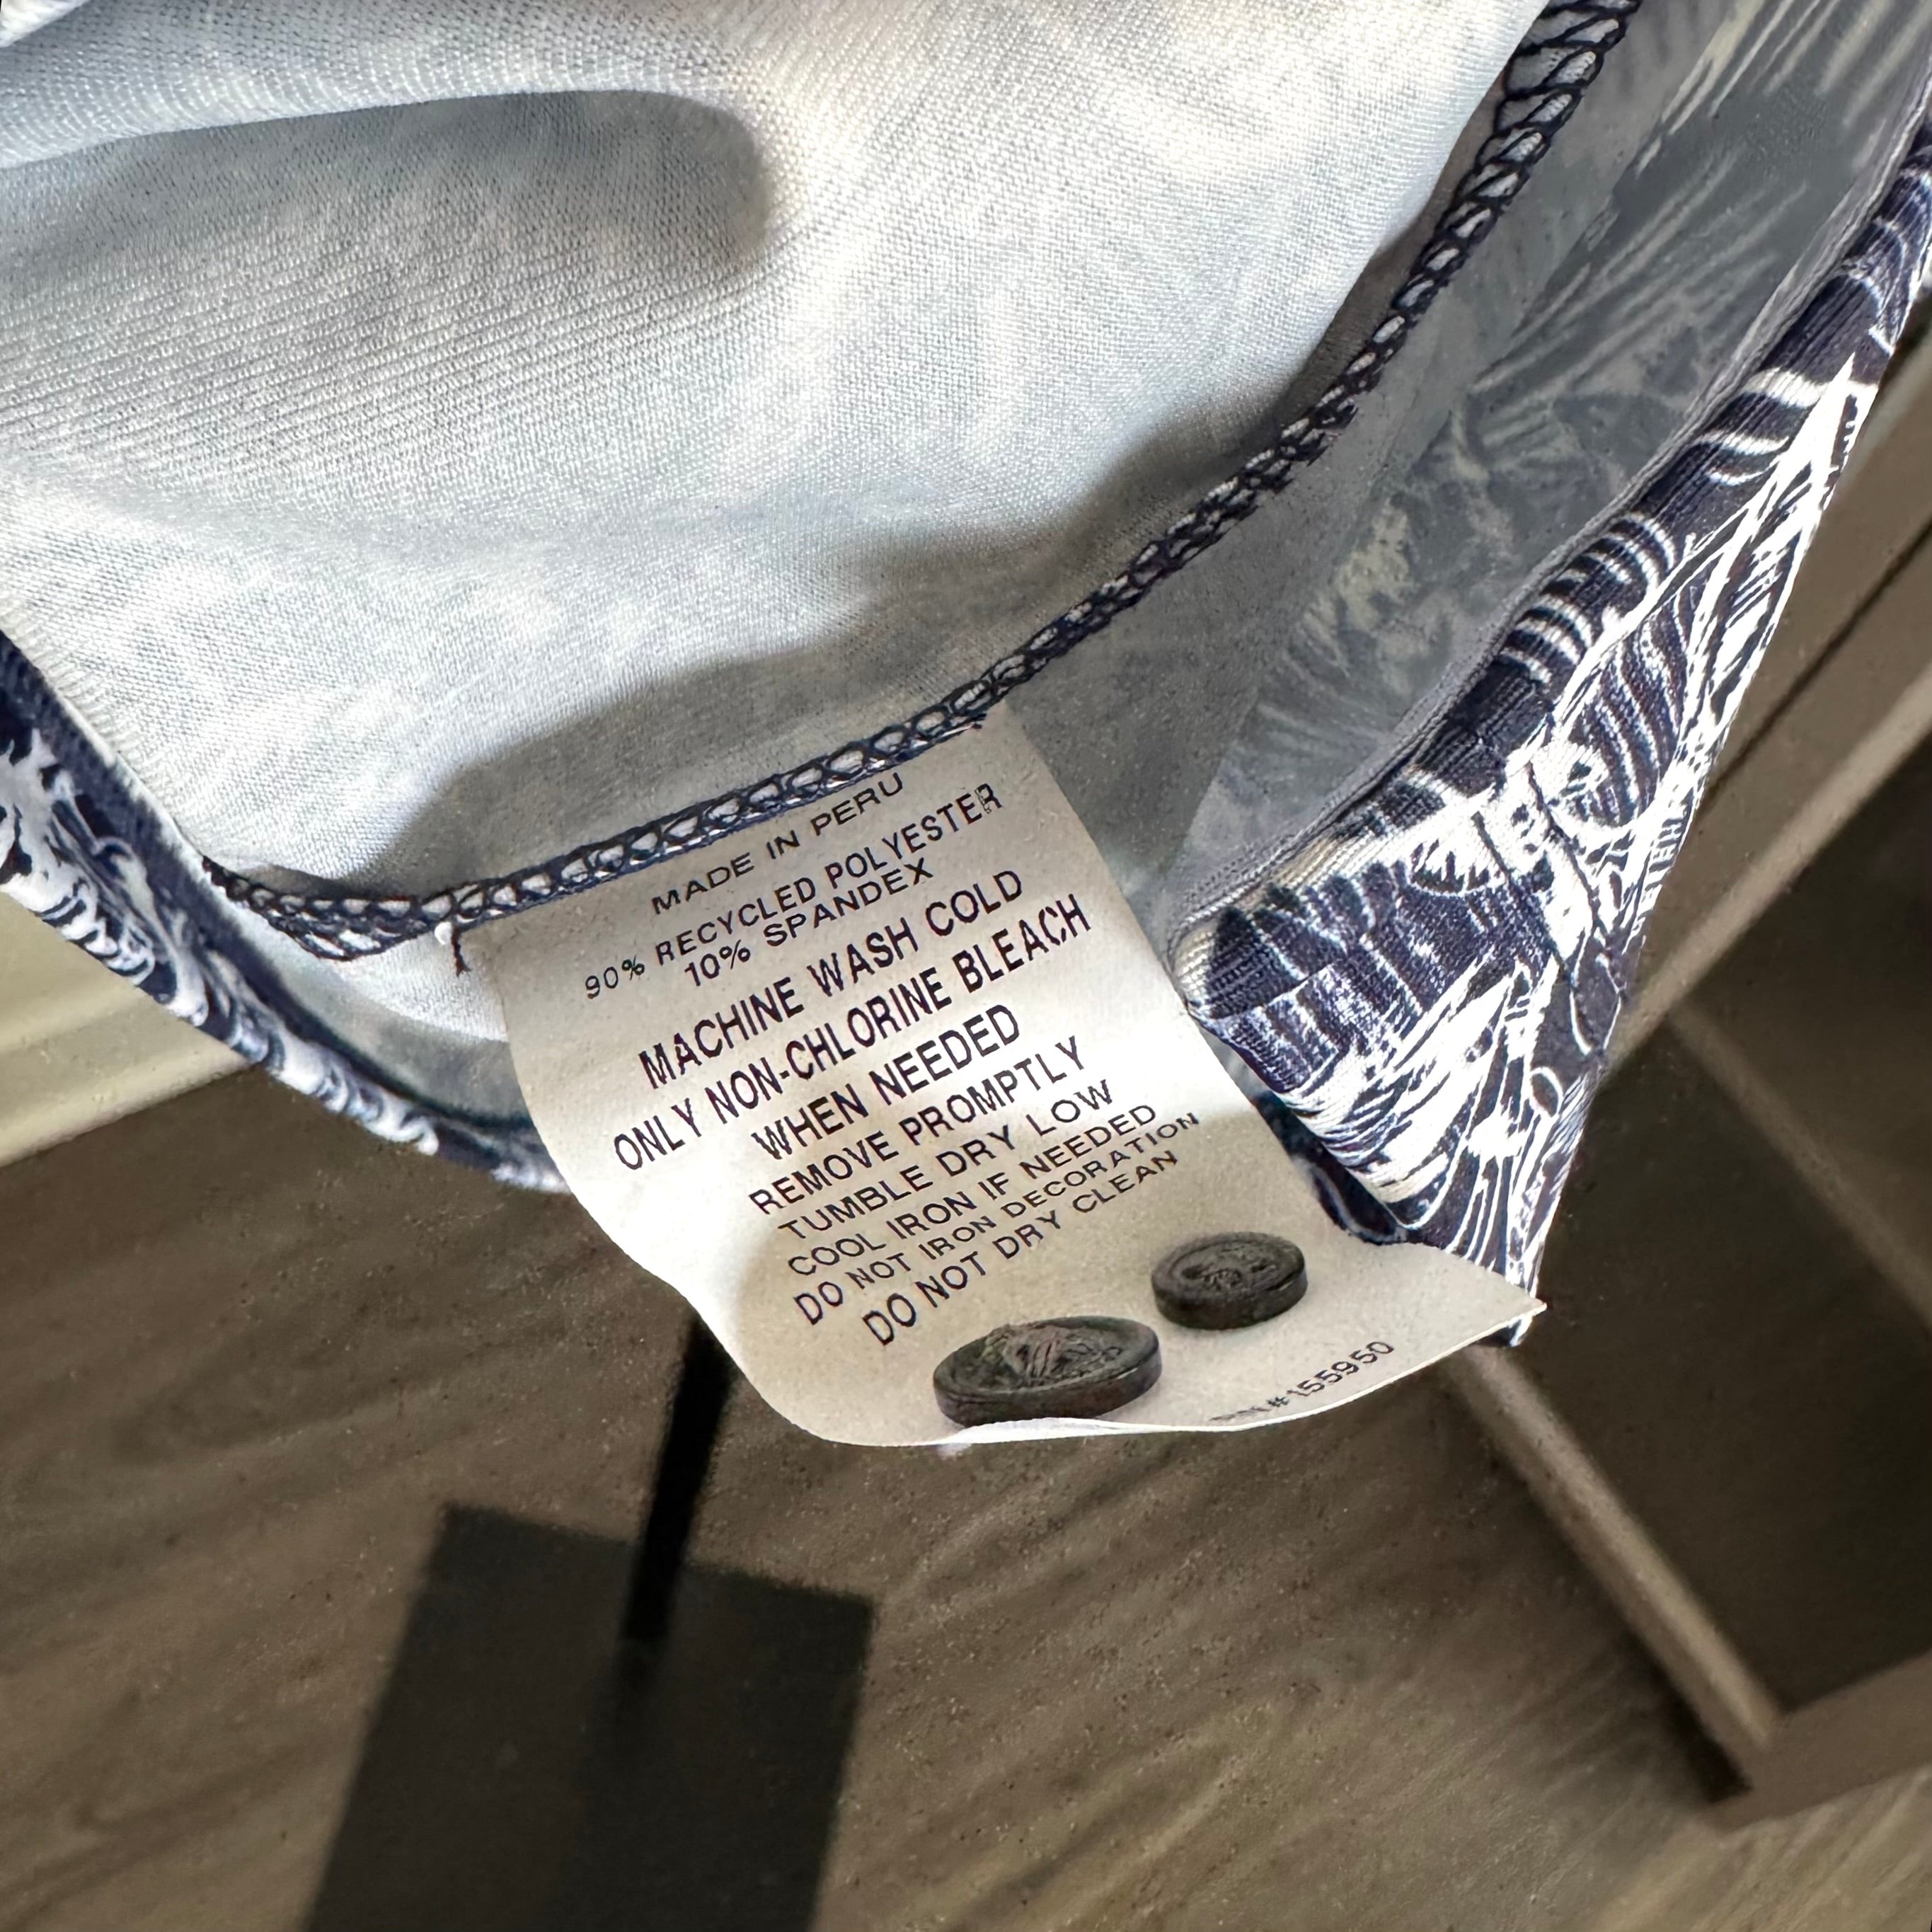 MADE IN PERU
90% RECYCLED POLYESTER
10% SPANDEX
MACHINE WASH COLD
ONLY NON-CHLORINE BLEACH
WHEN NEEDED
REMOVE PROMPTLY
TUMBLE DRY LOW
COOL IRON IF NEEDED
DO NOT IRON DECORATION
DO NOT DRY CLEAN
#155950